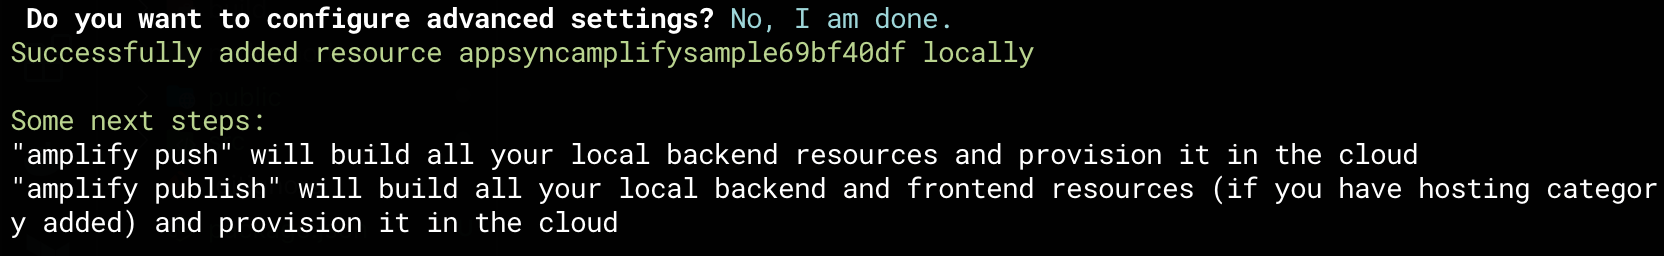 Do you want to configure advanced settings? No, I am done.
Successfully added resource appsyncamplifysample69bf40df locally
Some next steps:
"amplify push" will build all your local backend resources and provision it in the cloud
"amplify publish" will build all your local backend and frontend resources (if you have hosting categor
y added) and provision it in the cloud